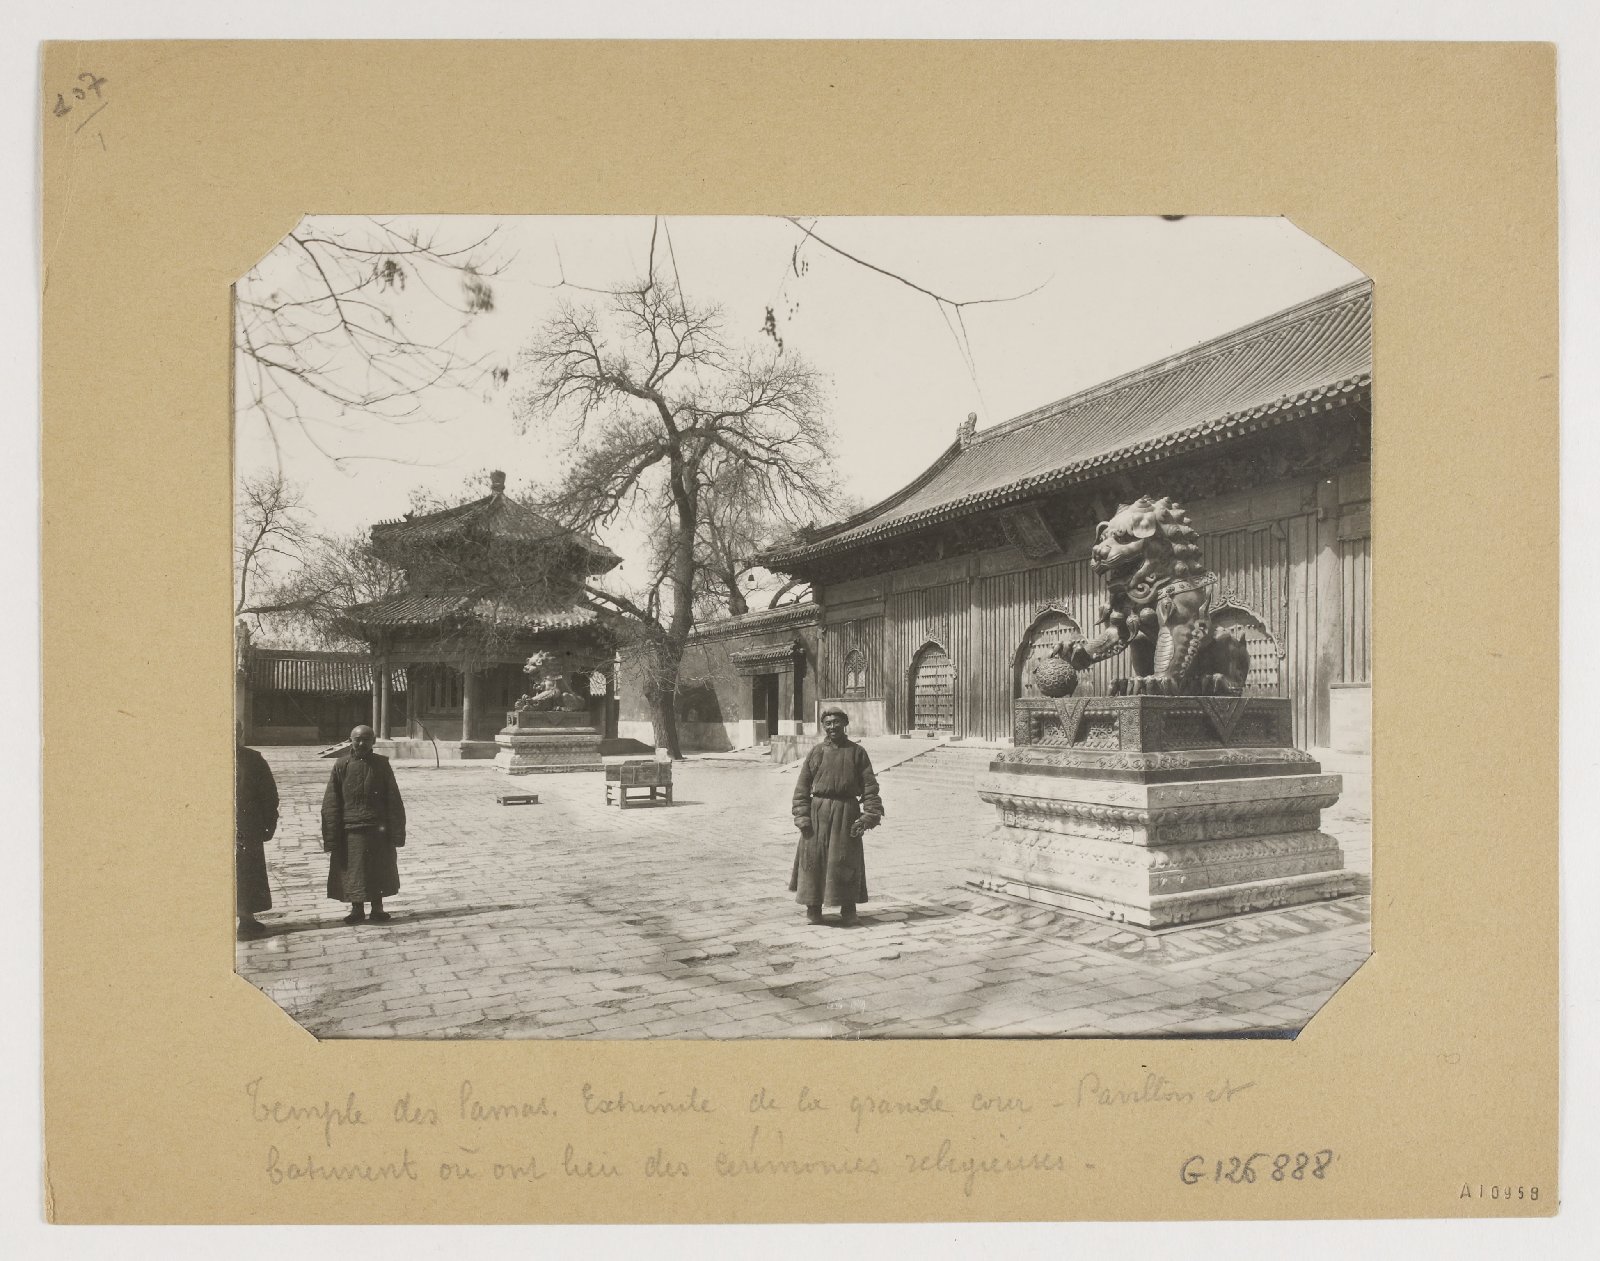 107
1
Temple des lamas. Extrémité de la grande cour - Pavillon et
batiment où ont lieu des cérémonies religieuses -
G126888
A10958